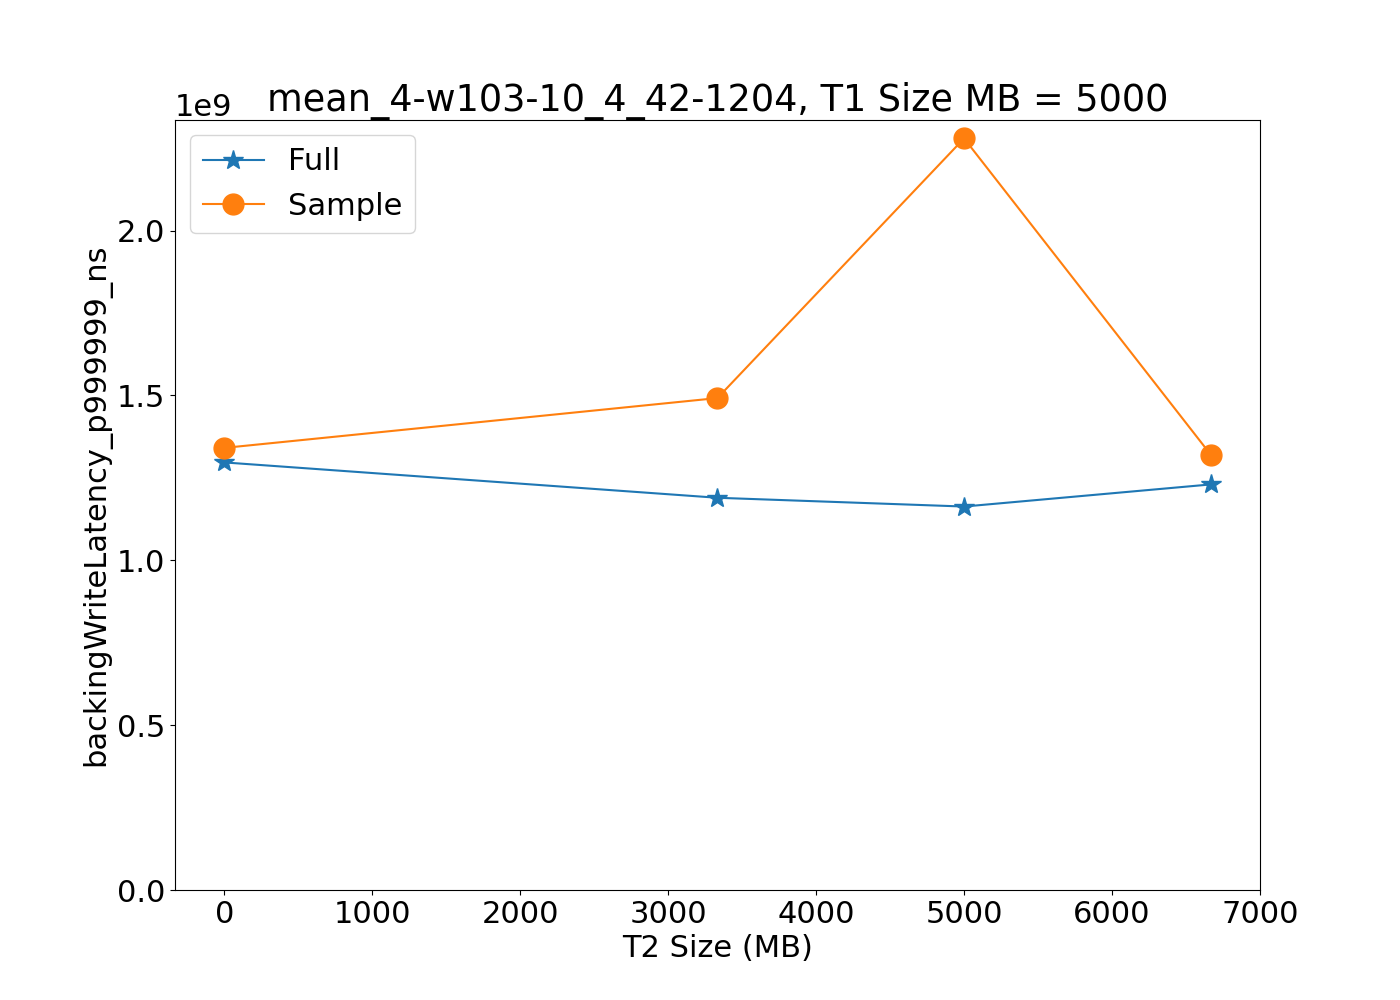 mean_4-w103-10_4_42-1204, T1 Size MB = 5000
1e9
Full
Sample
2.0
1.5
1.0
0.5
0.0
backingWriteLatency_p999999_ns
0 1000 2000 3000 4000 5000 6000 7000
T2 Size (MB)